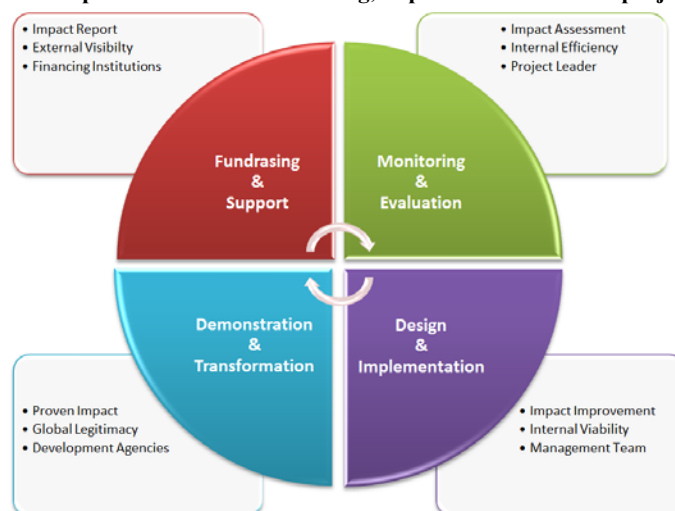 • Impact Report
• External Visibilty
• Financing Institutions
• Impact Assessment
• Internal Efficiency
• Project Leader
Fundrasing
&
Support
Monitoring
&
Evaluation
Demonstration
&
Transformation
Design
&
Implementation
• Proven Impact
• Global Legitimacy
• Development Agencies
• Impact Improvement
• Internal Viability
• Management Team